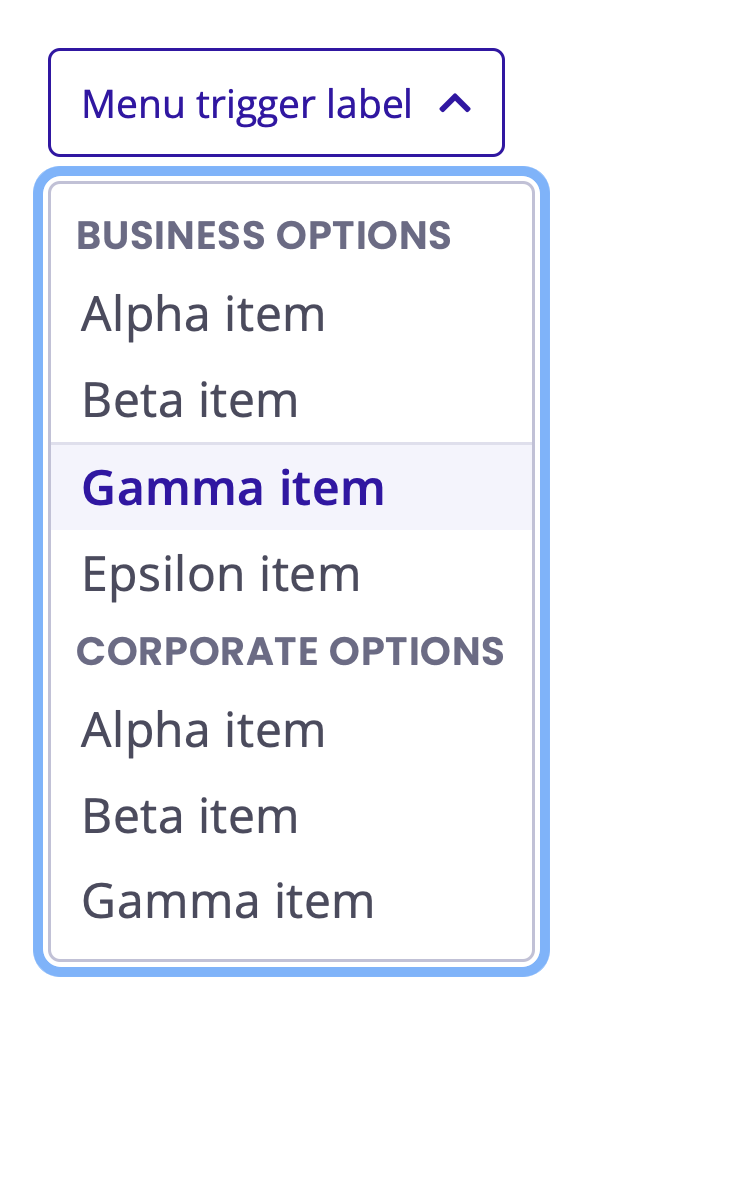 Menu trigger label
BUSINESS OPTIONS
Alpha item
Beta item
Gamma item
Epsilon item
CORPORATE OPTIONS
Alpha item
Beta item
Gamma item